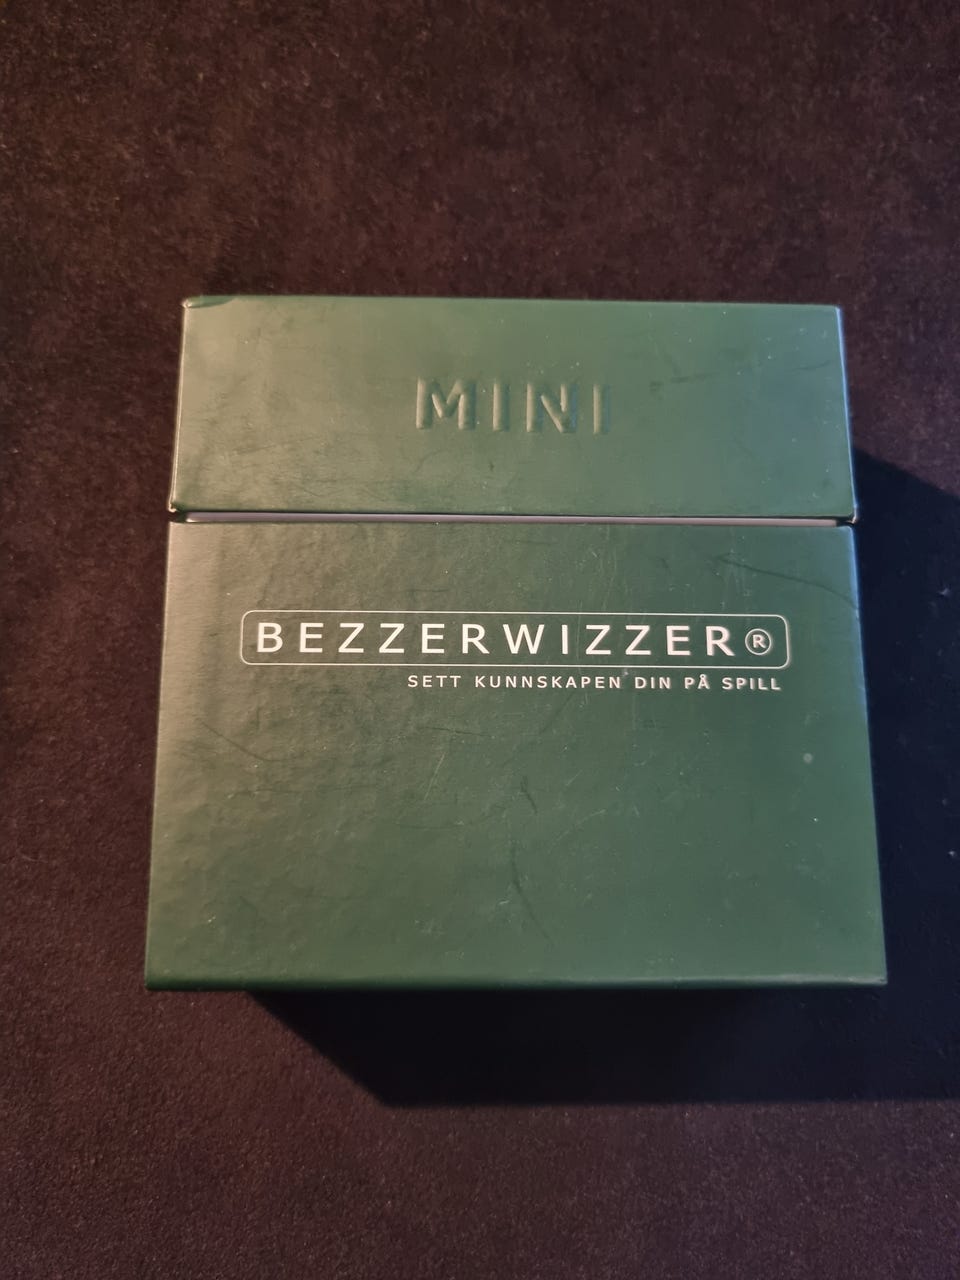 MINI
BEZZERWIZZER®
SETT KUNNSKAPEN DIN PÅ SPILL